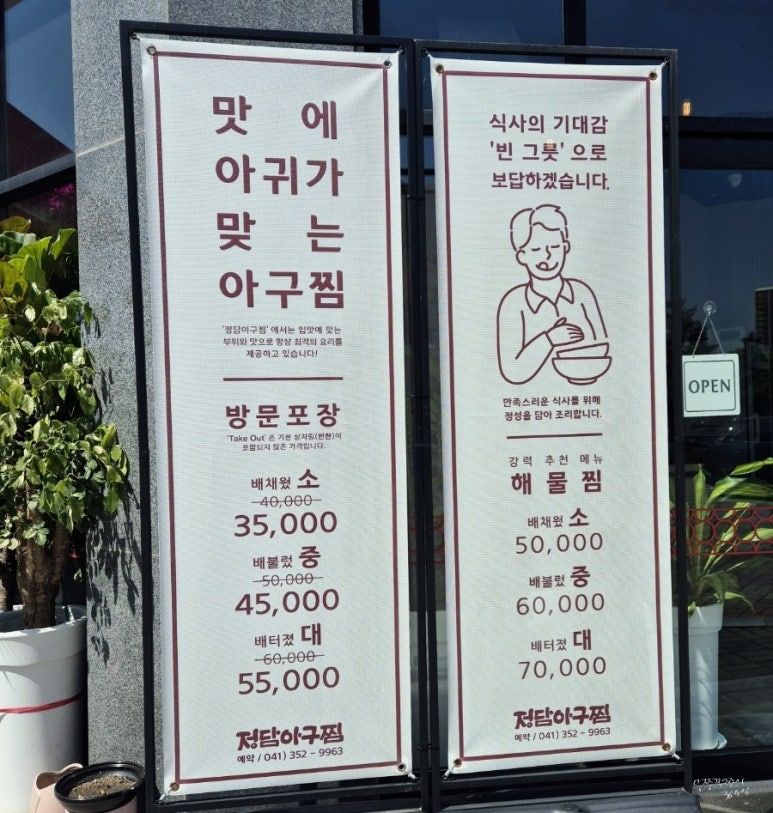 맛에
아귀가
맞는
아구찜
'정담아구찜' 에서는 입맛에 맞는
부위와 맛으로 항상 최적의 요리를
제공하고 있습니다!
방문포장
'Take Out' 은 기본 상차림(반찬)이
포함되지 않은 가격입니다.
배채웠 소
40,000
35,000
배불렀 중
50,000
45,000
배터졌 대
60,000
55,000
정담아구찜
예약 / 041) 352 - 9963
식사의 기대감
'빈 그릇' 으로
보답하겠습니다.
만족스러운 식사를 위해
정성을 담아 조리합니다.
강력 추천 메뉴
해물찜
배채웠 소
50,000
배불렀 중
60,000
배터졌 대
70,000
정담아구찜
예약 / 041) 352 - 9963
OPEN